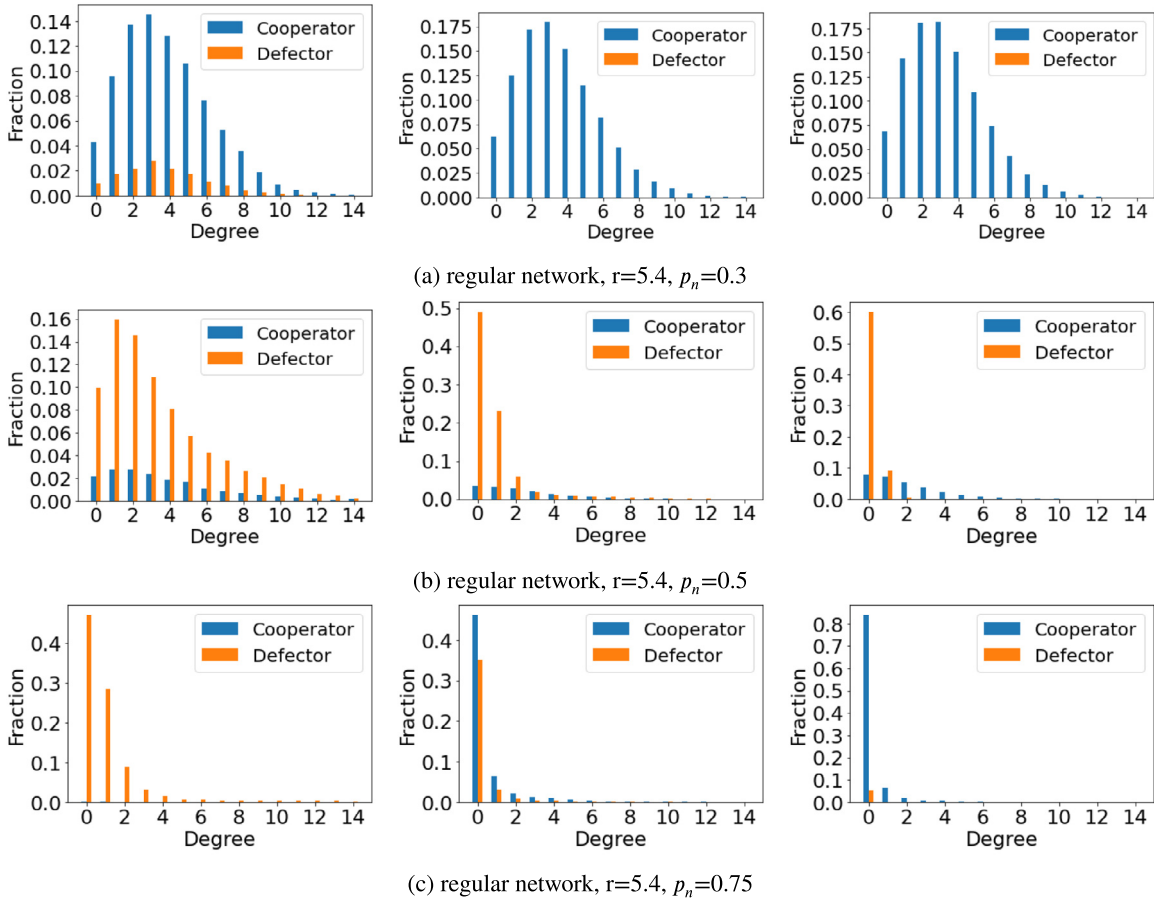 0.14
0.12
0.10
0.08
0.06
0.04
0.02
0.00
Fraction
Cooperator
Defector
0 2 4 6 8 10 12 14
Degree
0.175
0.150
0.125
0.100
0.075
0.050
0.025
0.000
Fraction
Cooperator
Defector
0 2 4 6 8 10 12 14
Degree
0.175
0.150
0.125
0.100
0.075
0.050
0.025
0.000
Fraction
Cooperator
Defector
0 2 4 6 8 10 12 14
Degree
(a) regular network, r=5.4, pₙ=0.3
0.16
0.14
0.12
0.10
0.08
0.06
0.04
0.02
0.00
Fraction
Cooperator
Defector
0 2 4 6 8 10 12 14
Degree
0.5
0.4
0.3
0.2
0.1
0.0
Fraction
Cooperator
Defector
0 2 4 6 8 10 12 14
Degree
0.6
0.5
0.4
0.3
0.2
0.1
0.0
Fraction
Cooperator
Defector
0 2 4 6 8 10 12 14
Degree
(b) regular network, r=5.4, pₙ=0.5
0.4
0.3
0.2
0.1
0.0
Fraction
Cooperator
Defector
0 2 4 6 8 10 12 14
Degree
0.4
0.3
0.2
0.1
0.0
Fraction
Cooperator
Defector
0 2 4 6 8 10 12 14
Degree
0.8
0.7
0.6
0.5
0.4
0.3
0.2
0.1
0.0
Fraction
Cooperator
Defector
0 2 4 6 8 10 12 14
Degree
(c) regular network, r=5.4, pₙ=0.75